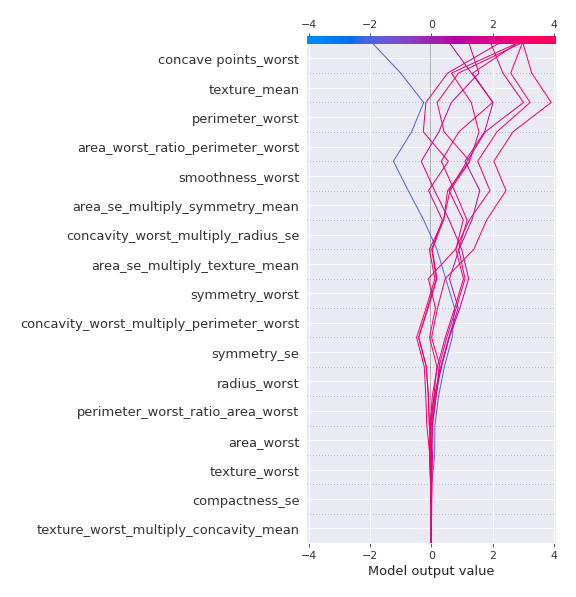 −4 −2 0 2 4
concave points_worst
texture_mean
perimeter_worst
area_worst_ratio_perimeter_worst
smoothness_worst
area_se_multiply_symmetry_mean
concavity_worst_multiply_radius_se
area_se_multiply_texture_mean
symmetry_worst
concavity_worst_multiply_perimeter_worst
symmetry_se
radius_worst
perimeter_worst_ratio_area_worst
area_worst
texture_worst
compactness_se
texture_worst_multiply_concavity_mean
−4 −2 0 2 4
Model output value